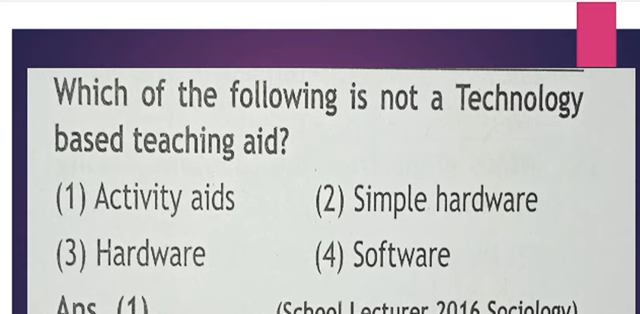 Which of the following is not a Technology
based teaching aid?
(1) Activity aids (2) Simple hardware
(3) Hardware (4) Software
Ans. (1) (School Lecturer 2016 Sociology)